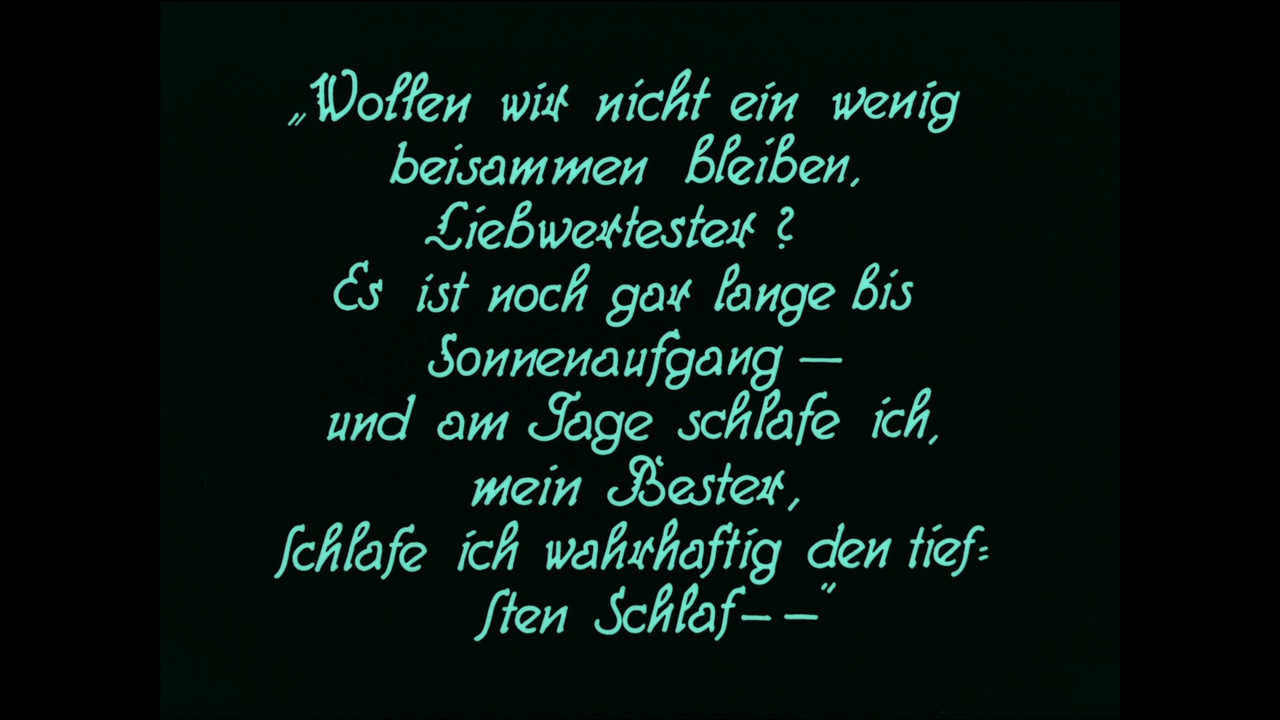 „Wollen wir nicht ein wenig
beisammen bleiben,
Liebwertester?
Es ist noch gar lange bis
Sonnenaufgang —
und am Tage schlafe ich,
mein Bester,
schlafe ich wahrhaftig den tief=
sten Schlaf — —"